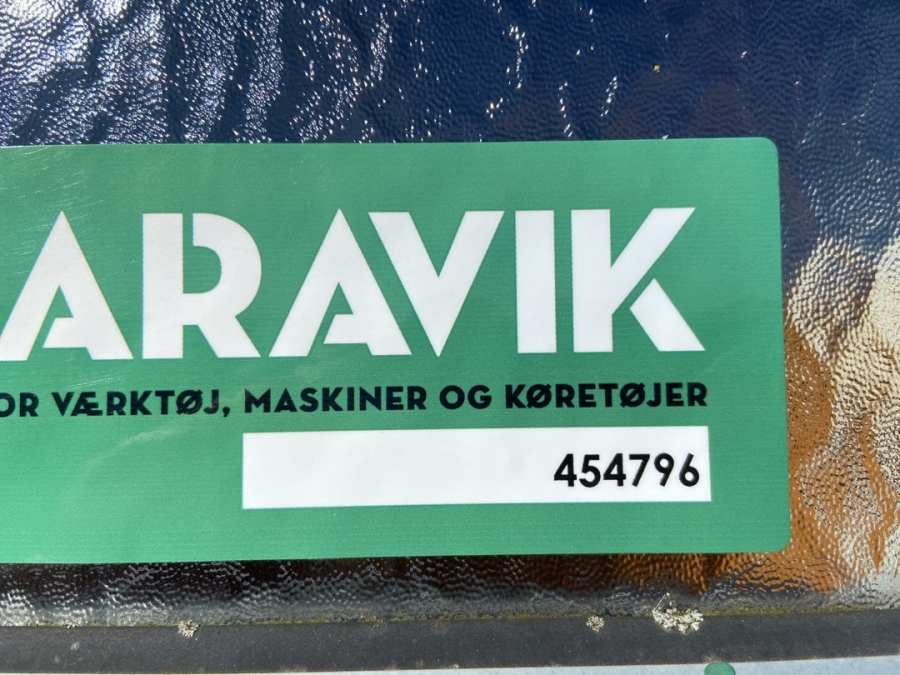 ARAVIK
OR VÆRKTØJ, MASKINER OG KØRETØJER
454796